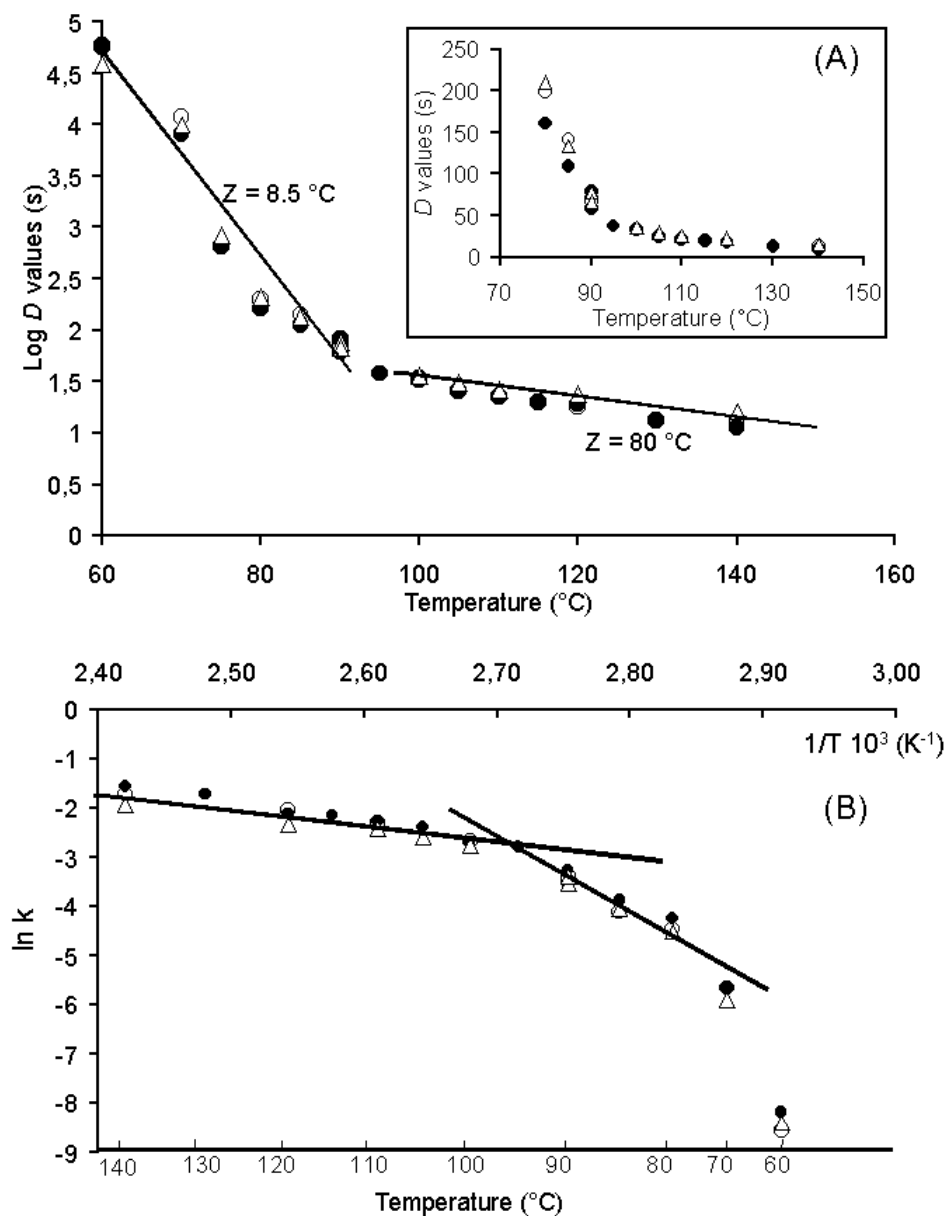 5
4,5
4
3,5
3
2,5
2
1,5
1
0,5
0
Log D values (s)
60 80 100 120 140 160
Temperature (°C)
Z = 8.5 °C
Z = 80 °C
(A)
250
200
150
100
50
0
D values (s)
70 90 110 130 150
Temperature (°C)
2,40 2,50 2,60 2,70 2,80 2,90 3,00
1/T 10³ (K⁻¹)
(B)
0
-1
-2
-3
-4
-5
-6
-7
-8
-9
ln k
140 130 120 110 100 90 80 70 60
Temperature (°C)